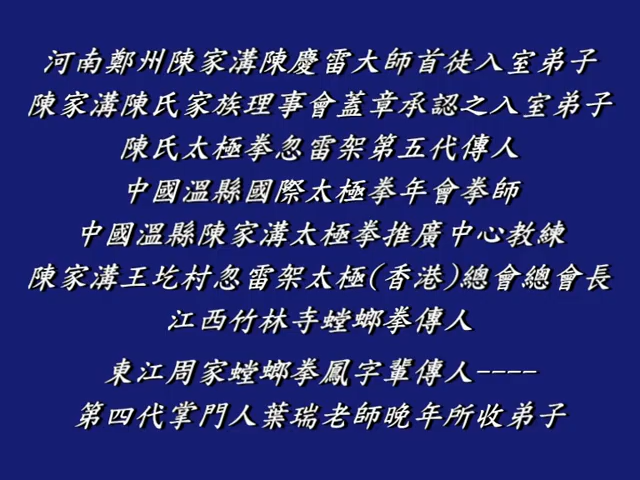 河南鄭州陳家溝陳慶雷大師首徒入室弟子
陳家溝陳氏家族理事會蓋章承認之入室弟子
陳氏太極拳忽雷架第五代傳人
中國溫縣國際太極拳年會拳師
中國溫縣陳家溝太極拳推廣中心教練
陳家溝王圪村忽雷架太極(香港)總會總會長
江西竹林寺螳螂拳傳人
東江周家螳螂拳鳳字輩傳人----
第四代掌門人葉瑞老師晚年所收弟子